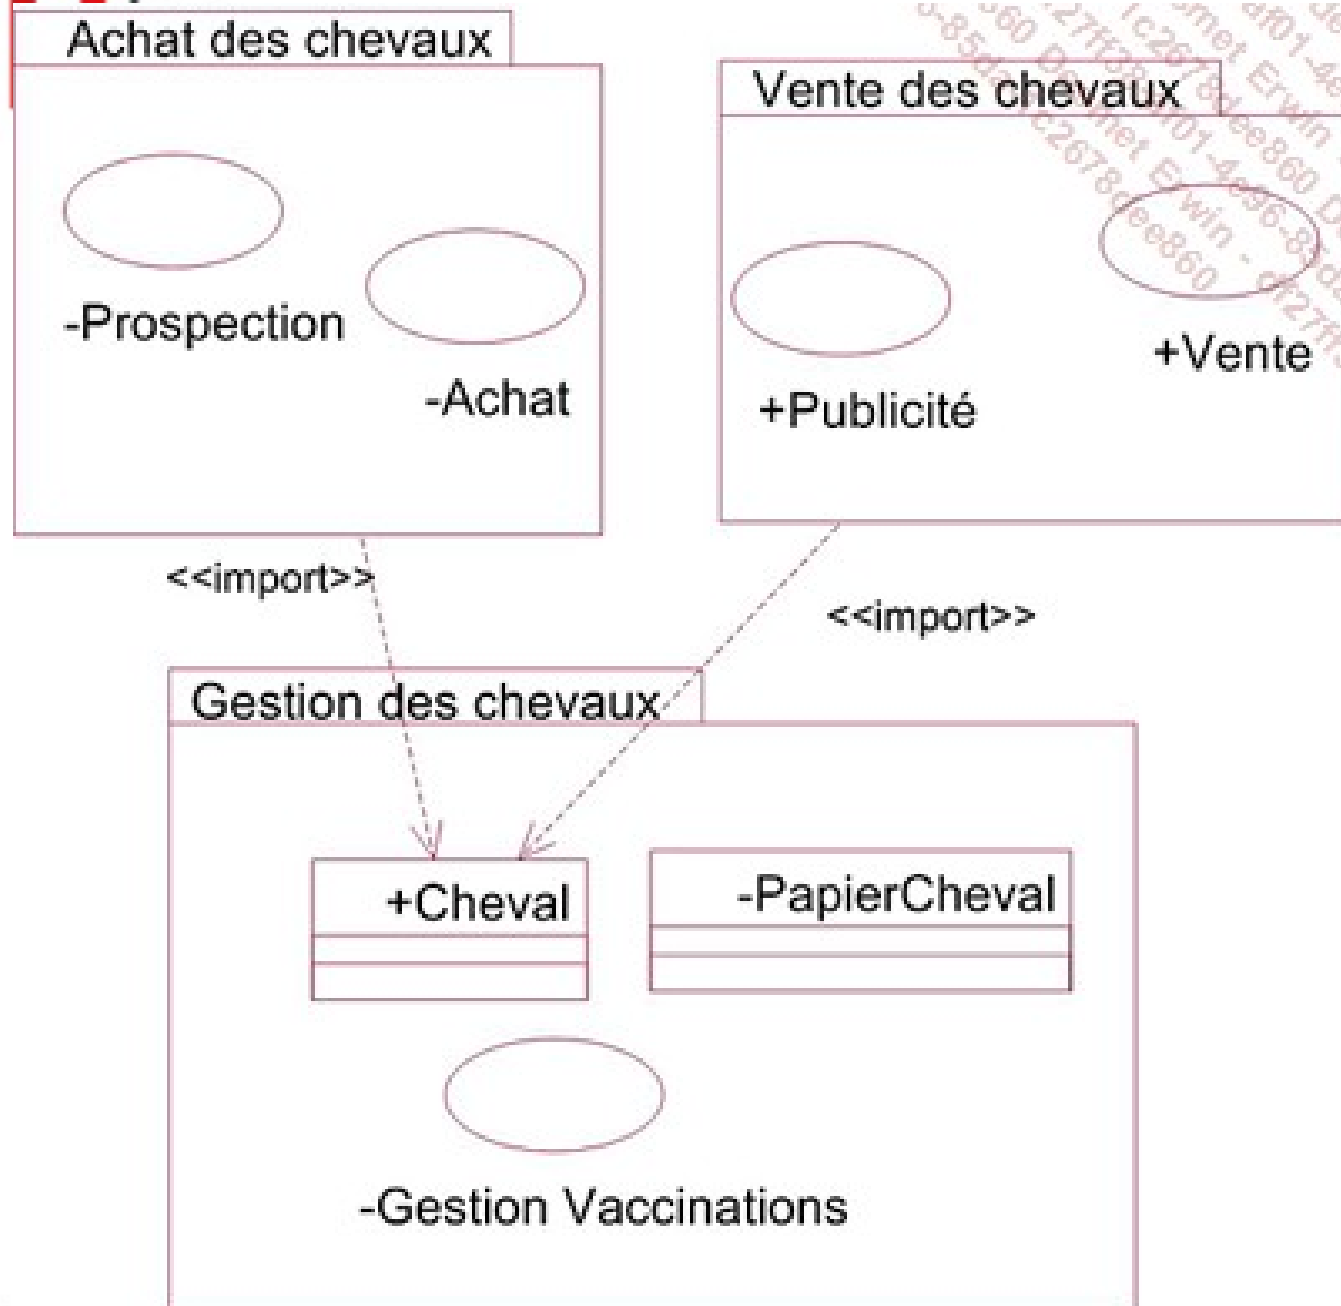 Achat des chevaux
Vente des chevaux
-Prospection
-Achat
+Publicité
+Vente
<<import>>
<<import>>
Gestion des chevaux
+Cheval
-PapierCheval
-Gestion Vaccinations